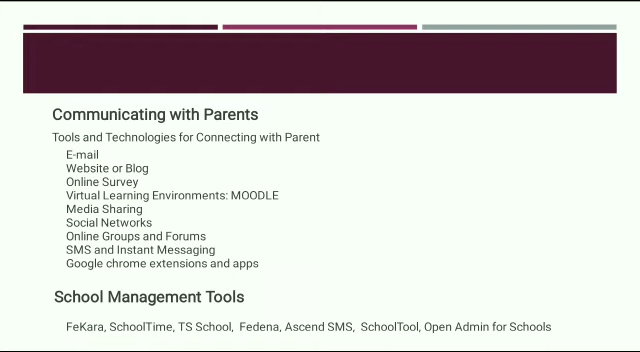 Communicating with Parents
Tools and Technologies for Connecting with Parent
E-mail
Website or Blog
Online Survey
Virtual Learning Environments: MOODLE
Media Sharing
Social Networks
Online Groups and Forums
SMS and Instant Messaging
Google chrome extensions and apps
School Management Tools
FeKara, SchoolTime, TS School, Fedena, Ascend SMS, SchoolTool, Open Admin for Schools